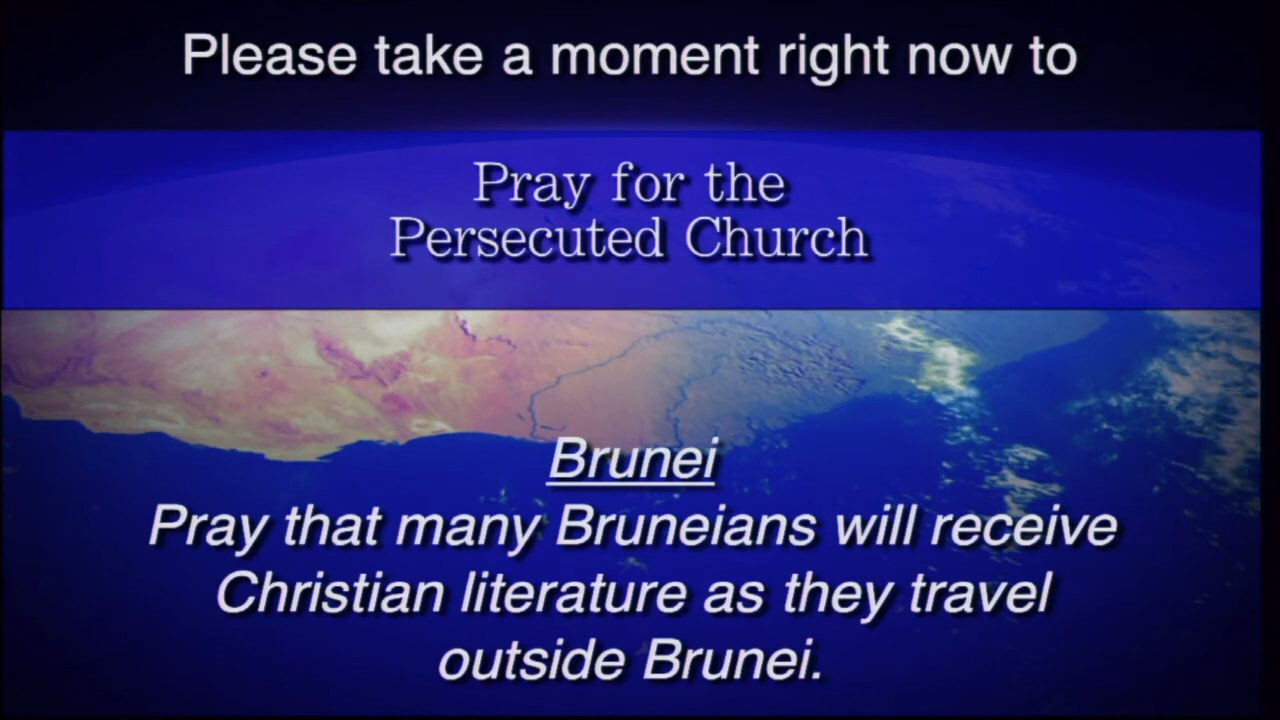 Please take a moment right now to
Pray for the
Persecuted Church
Brunei
Pray that many Bruneians will receive
Christian literature as they travel
outside Brunei.